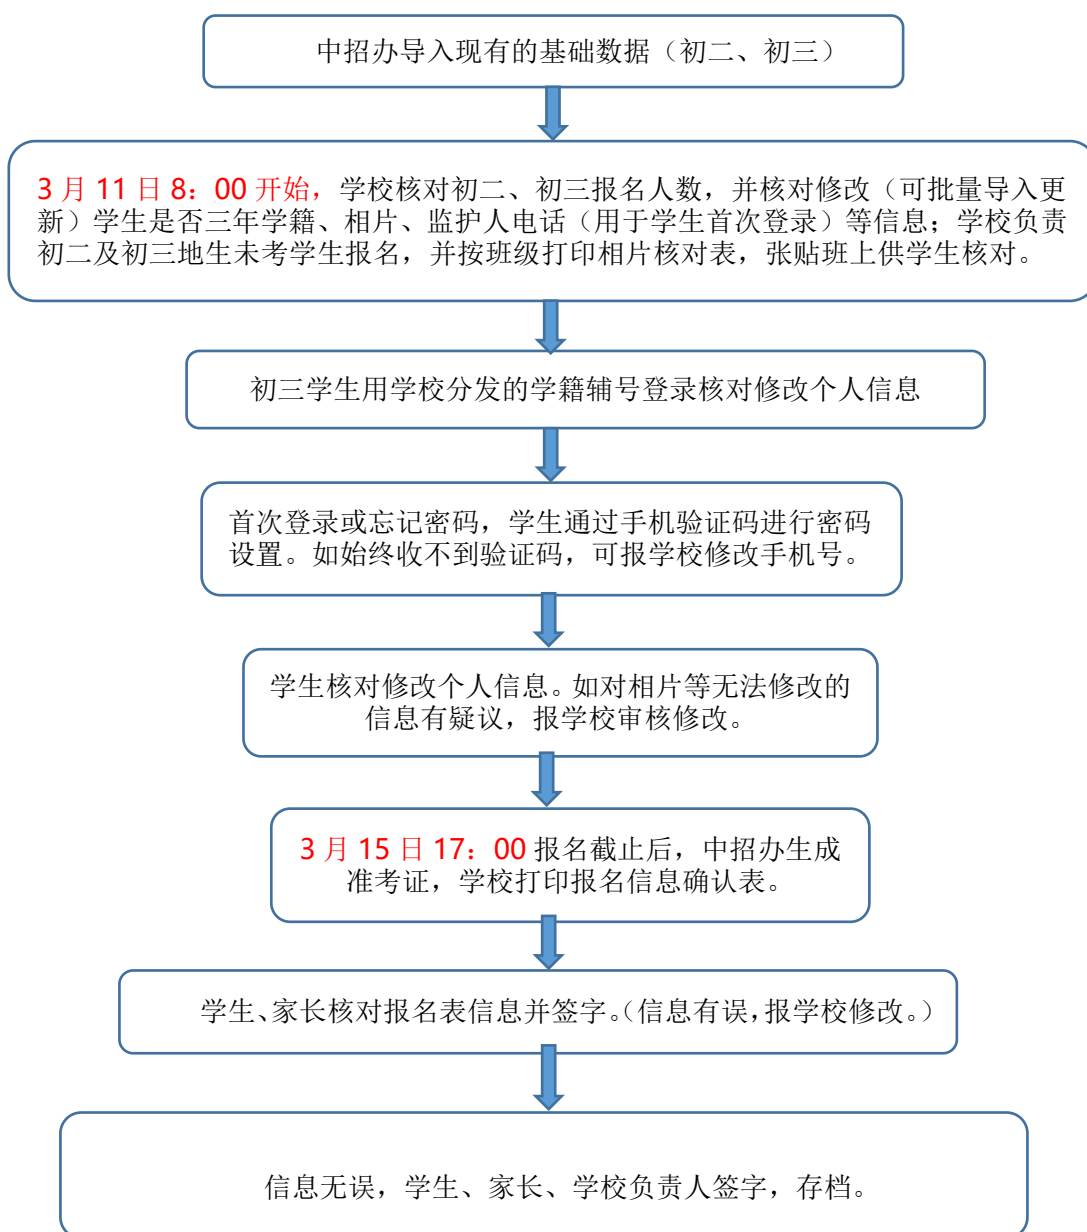 中招办导入现有的基础数据（初二、初三）
3 月 11 日 8：00 开始，学校核对初二、初三报名人数，并核对修改（可批量导入更
新）学生是否三年学籍、相片、监护人电话（用于学生首次登录）等信息；学校负责
初二及初三地生未考学生报名，并按班级打印相片核对表，张贴班上供学生核对。
初三学生用学校分发的学籍辅号登录核对修改个人信息
首次登录或忘记密码，学生通过手机验证码进行密码
设置。如始终收不到验证码，可报学校修改手机号。
学生核对修改个人信息。如对相片等无法修改的
信息有疑议，报学校审核修改。
3 月 15 日 17：00 报名截止后，中招办生成
准考证，学校打印报名信息确认表。
学生、家长核对报名表信息并签字。（信息有误，报学校修改。）
信息无误，学生、家长、学校负责人签字，存档。